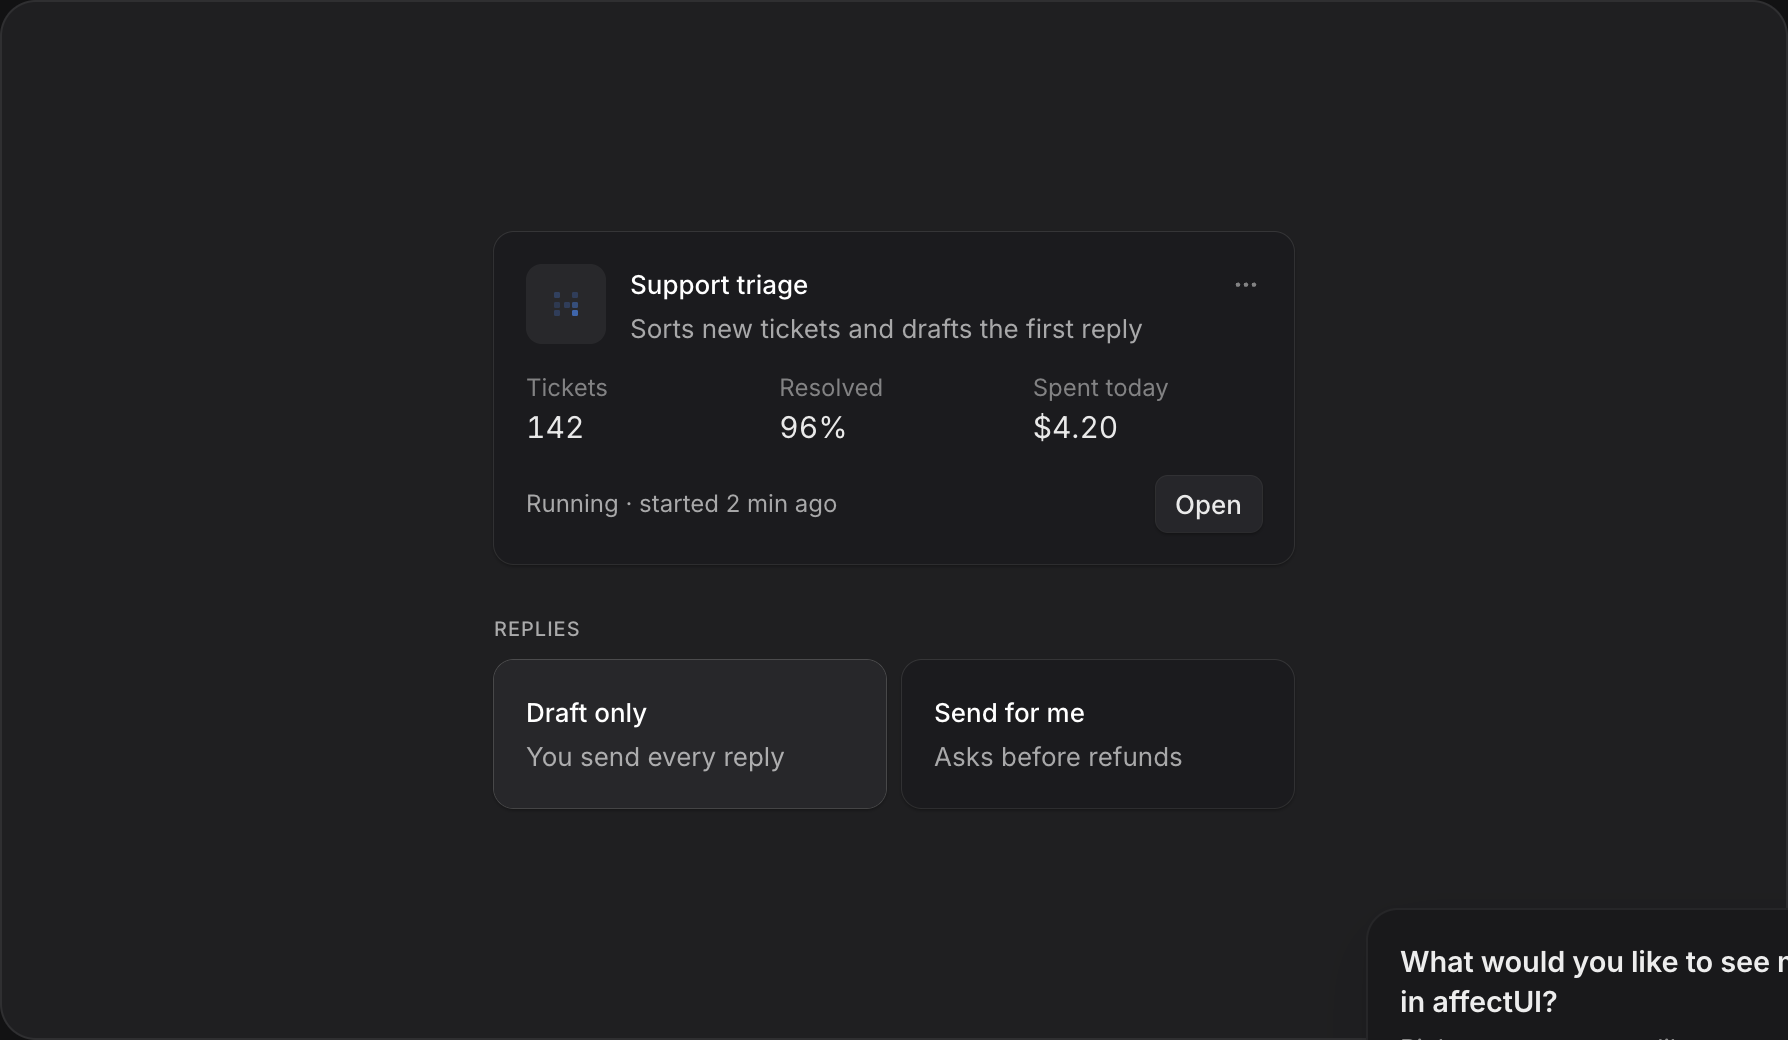 Support triage
Sorts new tickets and drafts the first reply
Tickets
Resolved
Spent today
142
96%
$4.20
Running · started 2 min ago
Open
REPLIES
Draft only
You send every reply
Send for me
Asks before refunds
What would you like to see
in affectUI?